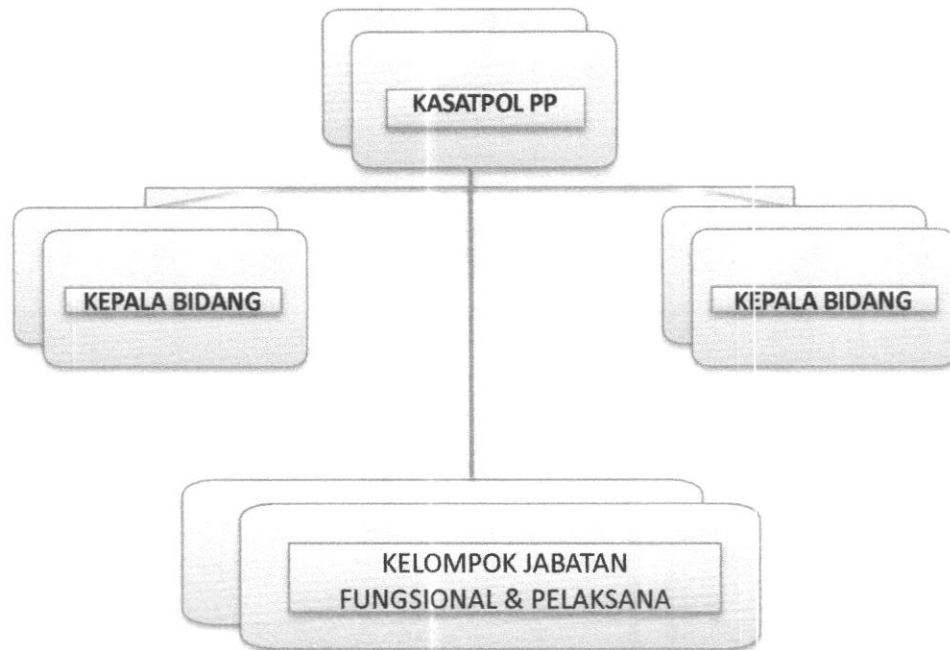 KASATPOL PP
KEPALA BIDANG
KEPALA BIDANG
KELOMPOK JABATAN
FUNGSIONAL & PELAKSANA